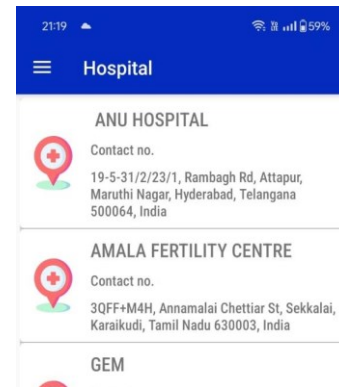 21:19 59%
Hospital
ANU HOSPITAL
Contact no.
19-5-31/2/23/1, Rambagh Rd, Attapur,
Maruthi Nagar, Hyderabad, Telangana
500064, India
AMALA FERTILITY CENTRE
Contact no.
3QFF+M4H, Annamalai Chettiar St, Sekkalai,
Karaikudi, Tamil Nadu 630003, India
GEM